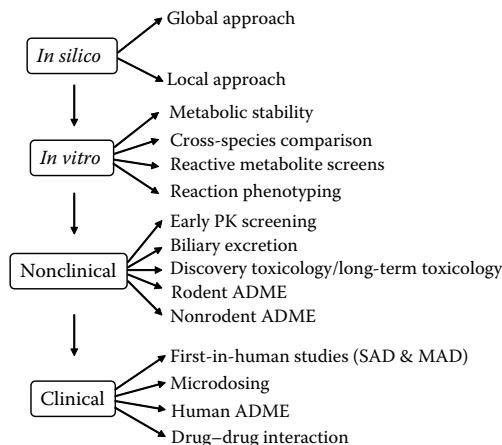 Global approach
In silico
Local approach
Metabolic stability
Cross-species comparison
In vitro
Reactive metabolite screens
Reaction phenotyping
Early PK screening
Biliary excretion
Nonclinical
Discovery toxicology/long-term toxicology
Rodent ADME
Nonrodent ADME
First-in-human studies (SAD & MAD)
Microdosing
Clinical
Human ADME
Drug–drug interaction